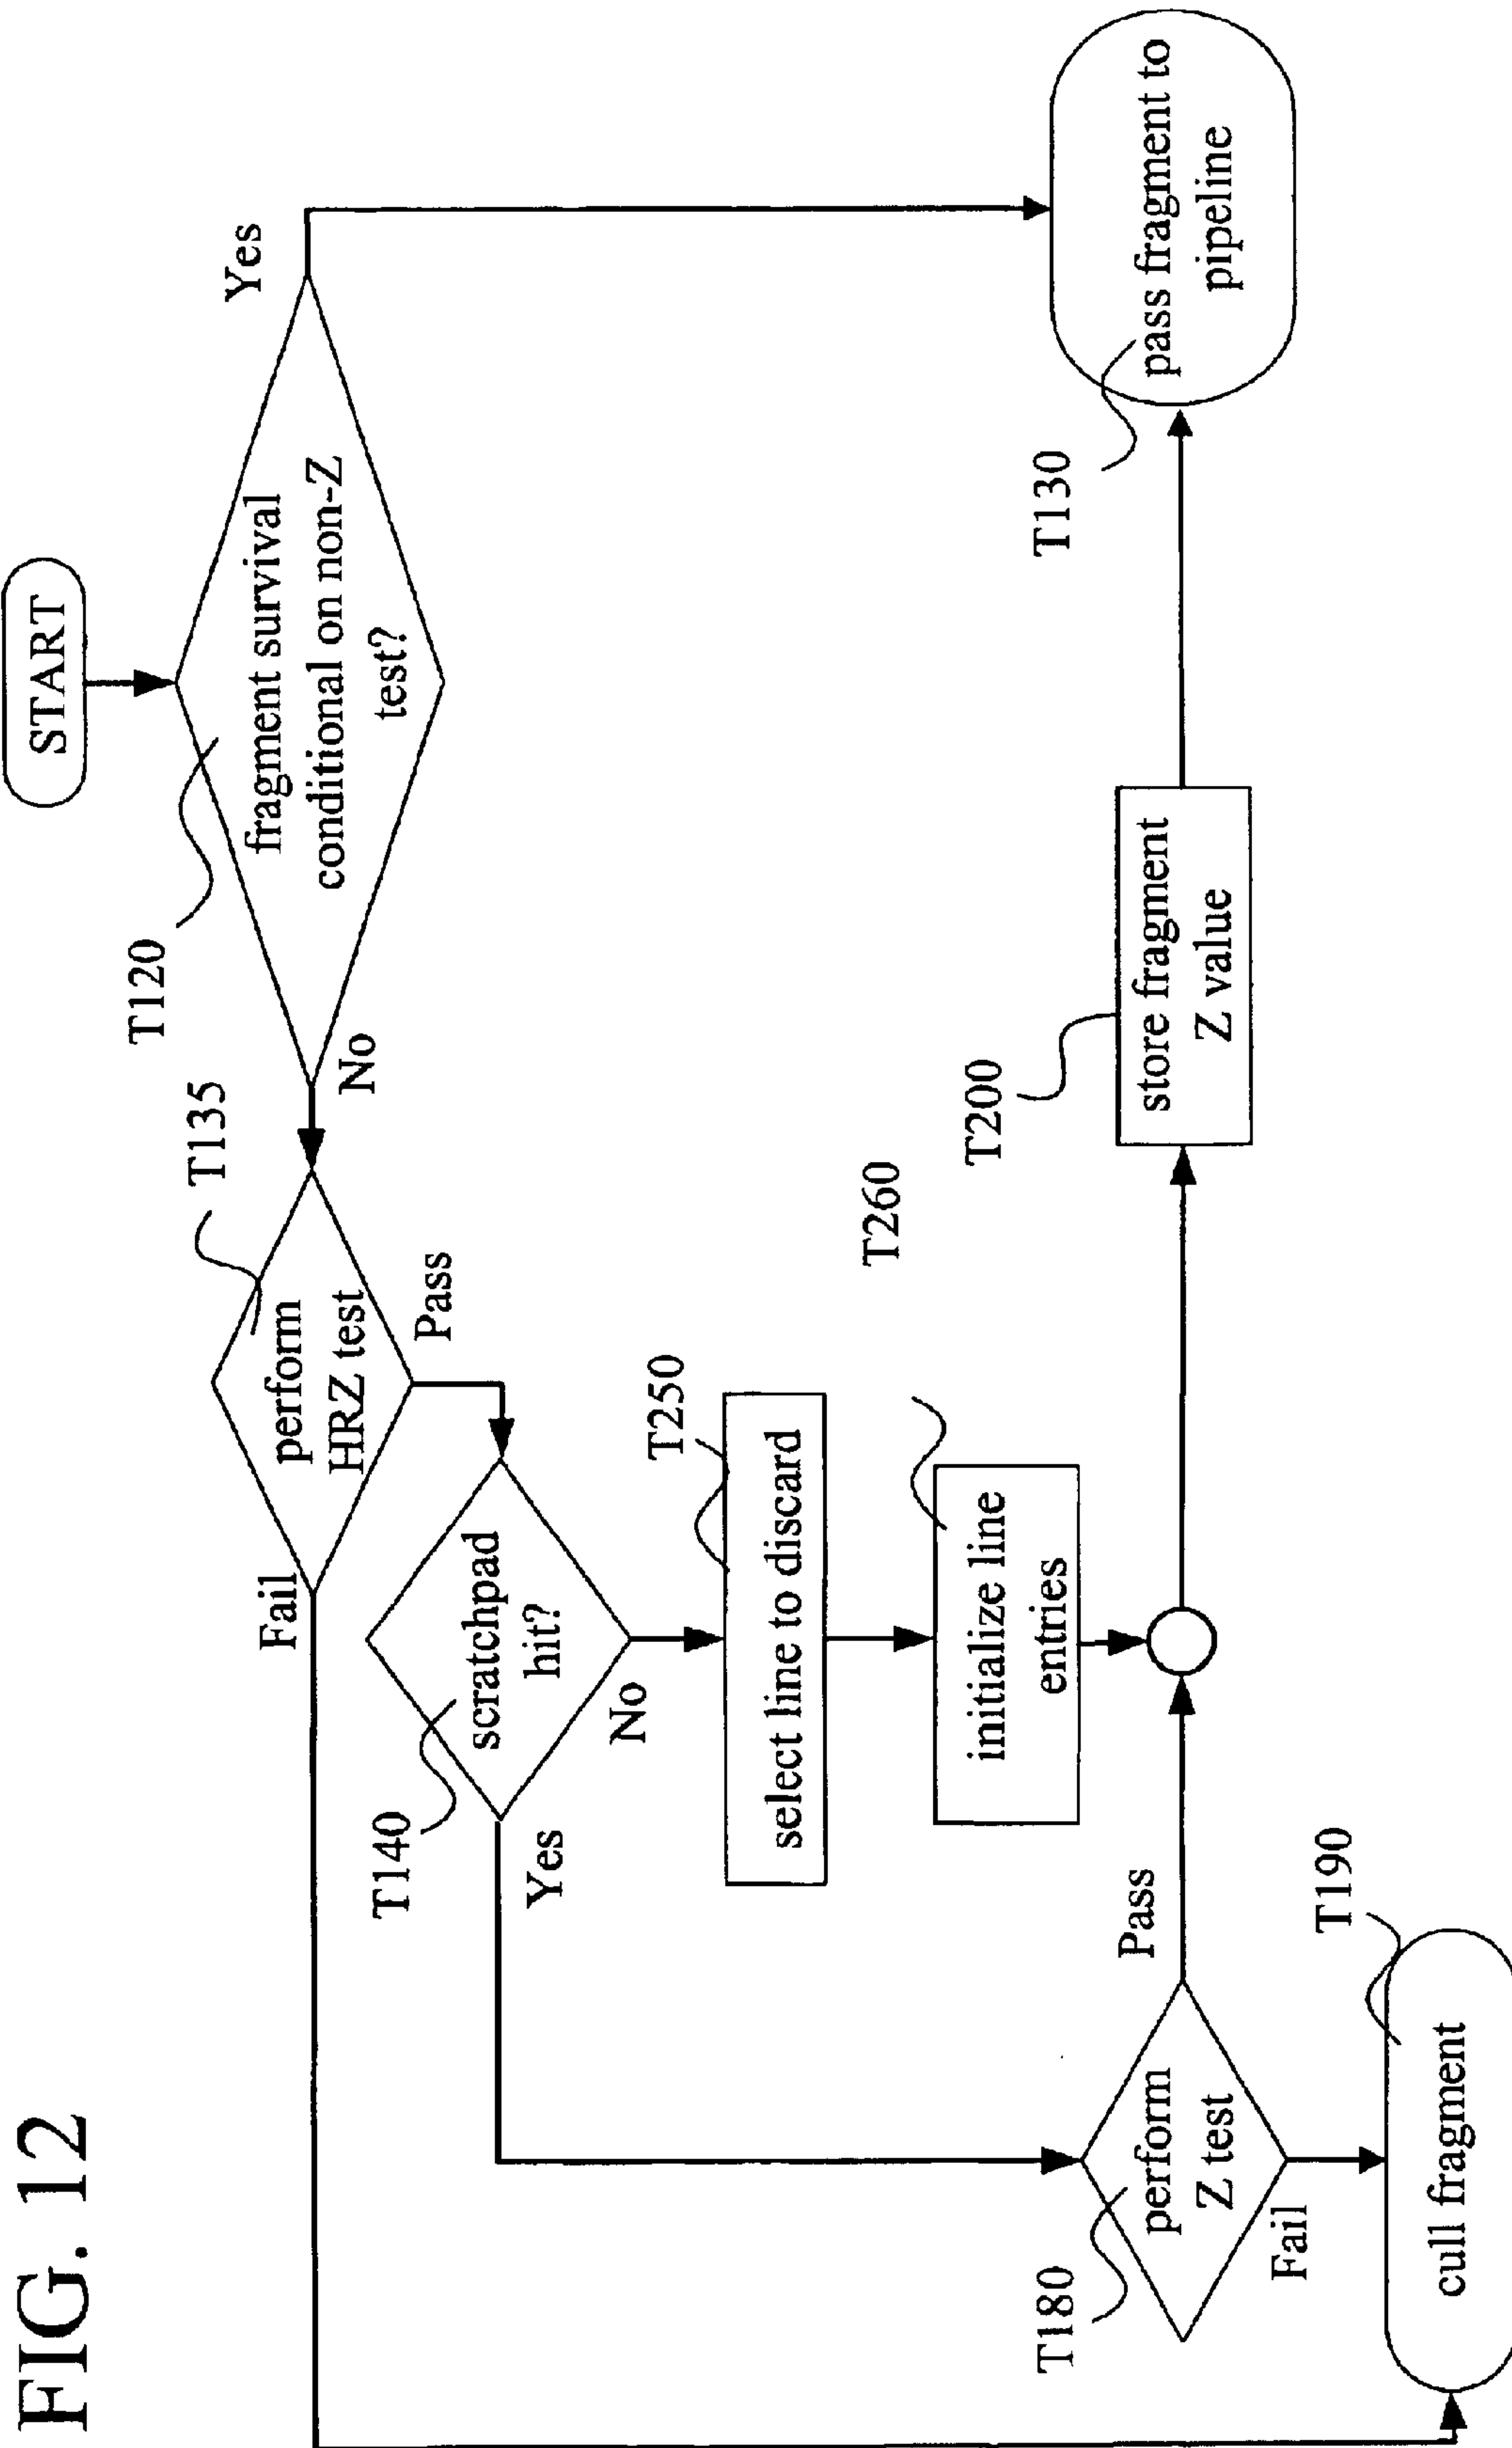 FIG. 12
START
T120
fragment survival
conditional on non-Z
test?
Yes
No
T135
perform
HRZ test
Fail
Pass
T140
scratchpad
hit?
Yes
No
T250
select line to discard
T260
initialize line
entries
T180
perform
Z test
Pass
Fail
T190
cull fragment
T200
store fragment
Z value
T130
pass fragment to
pipeline